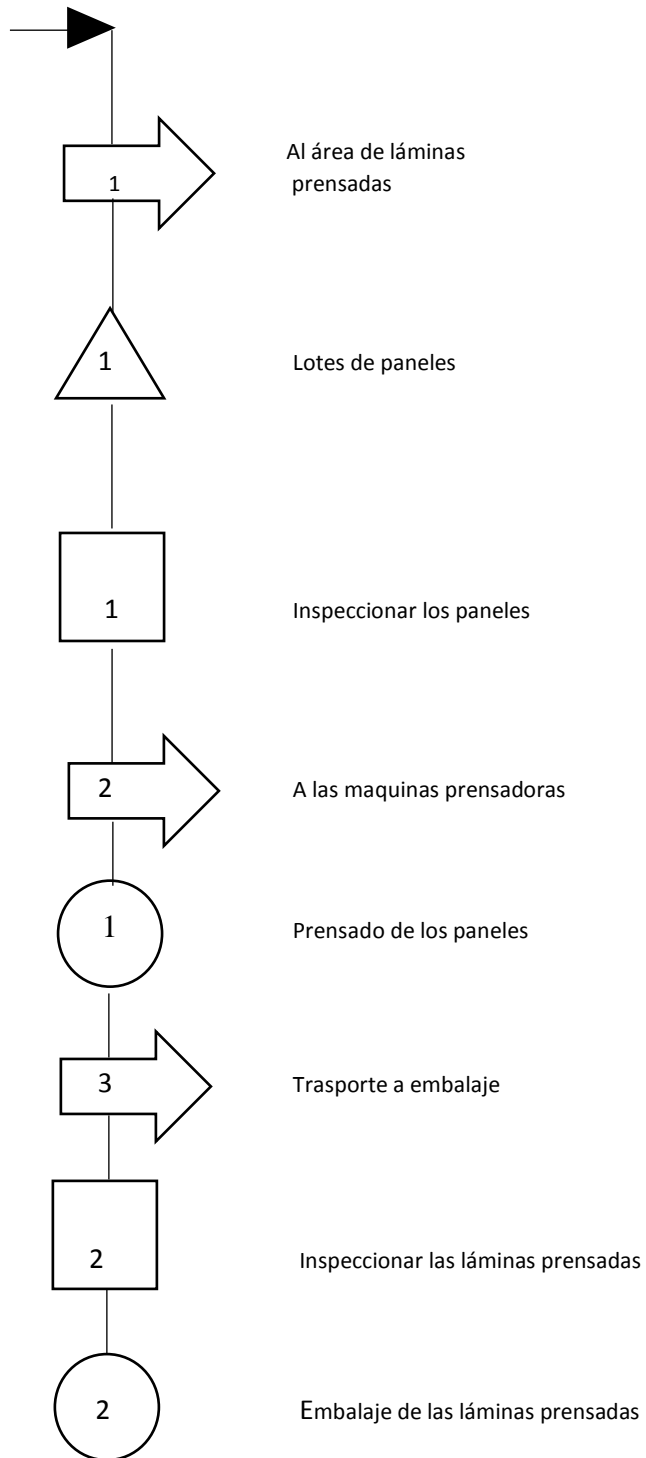 Al área de láminas
1 prensadas
1 Lotes de paneles
1 Inspeccionar los paneles
2 A las maquinas prensadoras
1 Prensado de los paneles
3 Trasporte a embalaje
2 Inspeccionar las láminas prensadas
2 Embalaje de las láminas prensadas